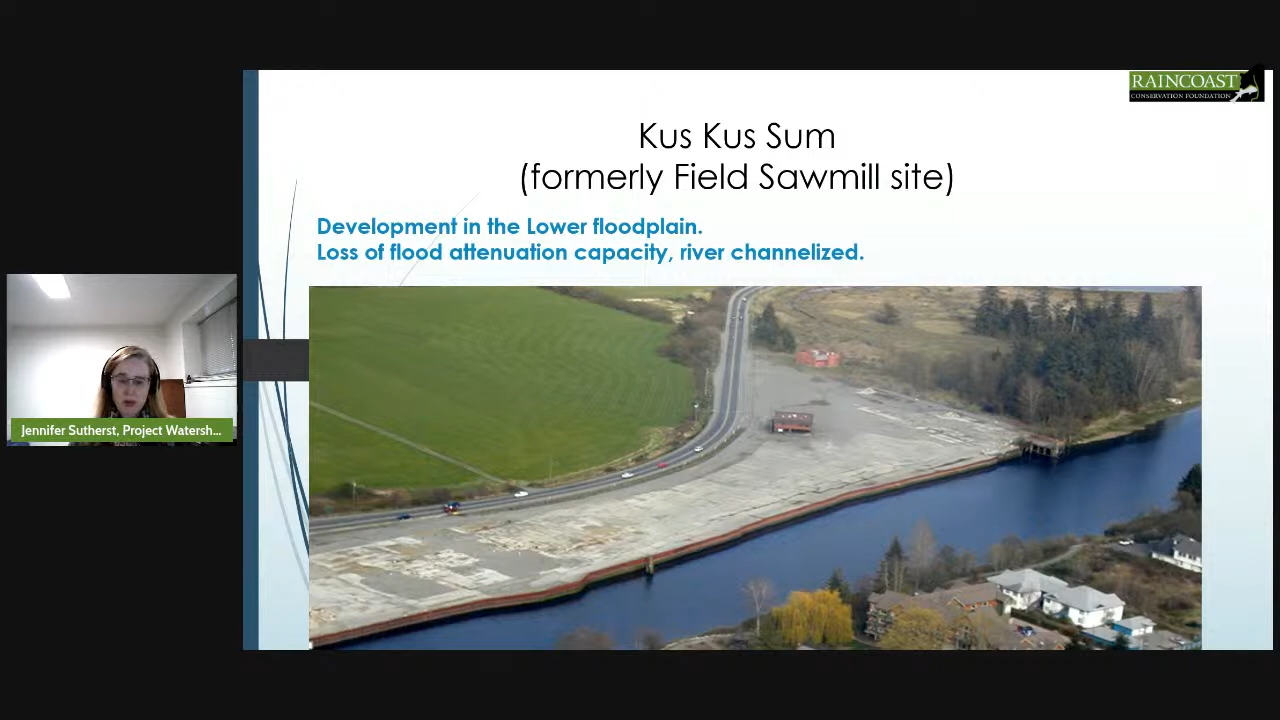 RAINCOAST
CONSERVATION FOUNDATION
Kus Kus Sum
(formerly Field Sawmill site)
Development in the Lower floodplain.
Loss of flood attenuation capacity, river channelized.
Jennifer Sutherst, Project Watersh...